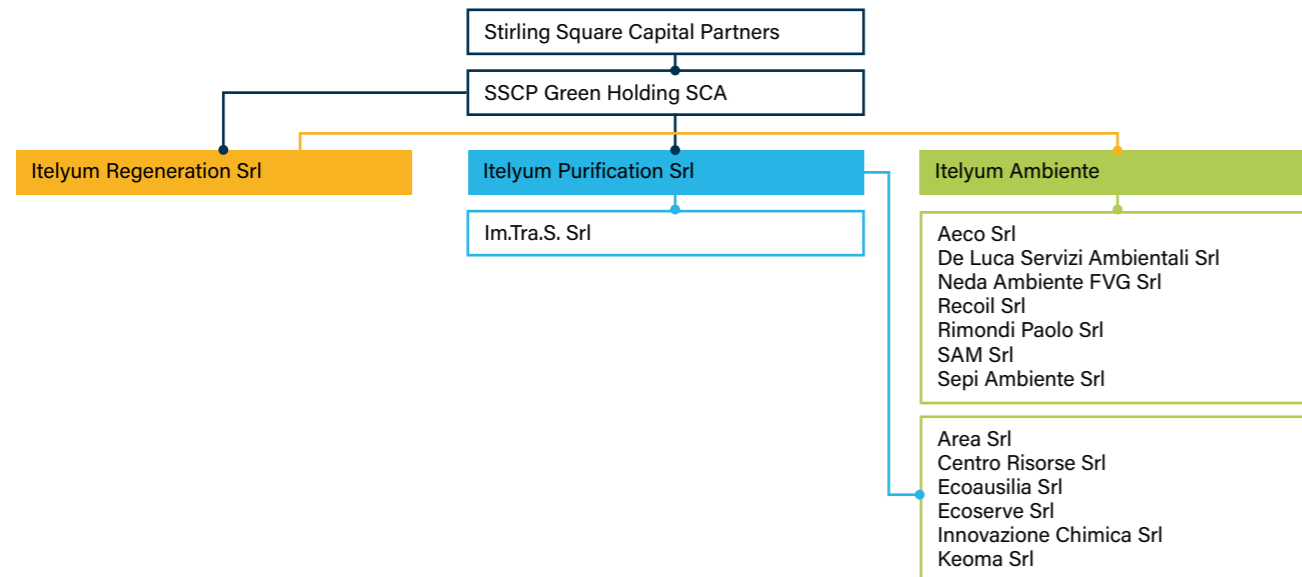 Stirling Square Capital Partners
SSCP Green Holding SCA
Itelyum Regeneration Srl
Itelyum Purification Srl
Itelyum Ambiente
Im.Tra.S. Srl
Aeco Srl
De Luca Servizi Ambientali Srl
Neda Ambiente FVG Srl
Recoil Srl
Rimondi Paolo Srl
SAM Srl
Sepi Ambiente Srl
Area Srl
Centro Risorse Srl
Ecoausilia Srl
Ecoserve Srl
Innovazione Chimica Srl
Keoma Srl